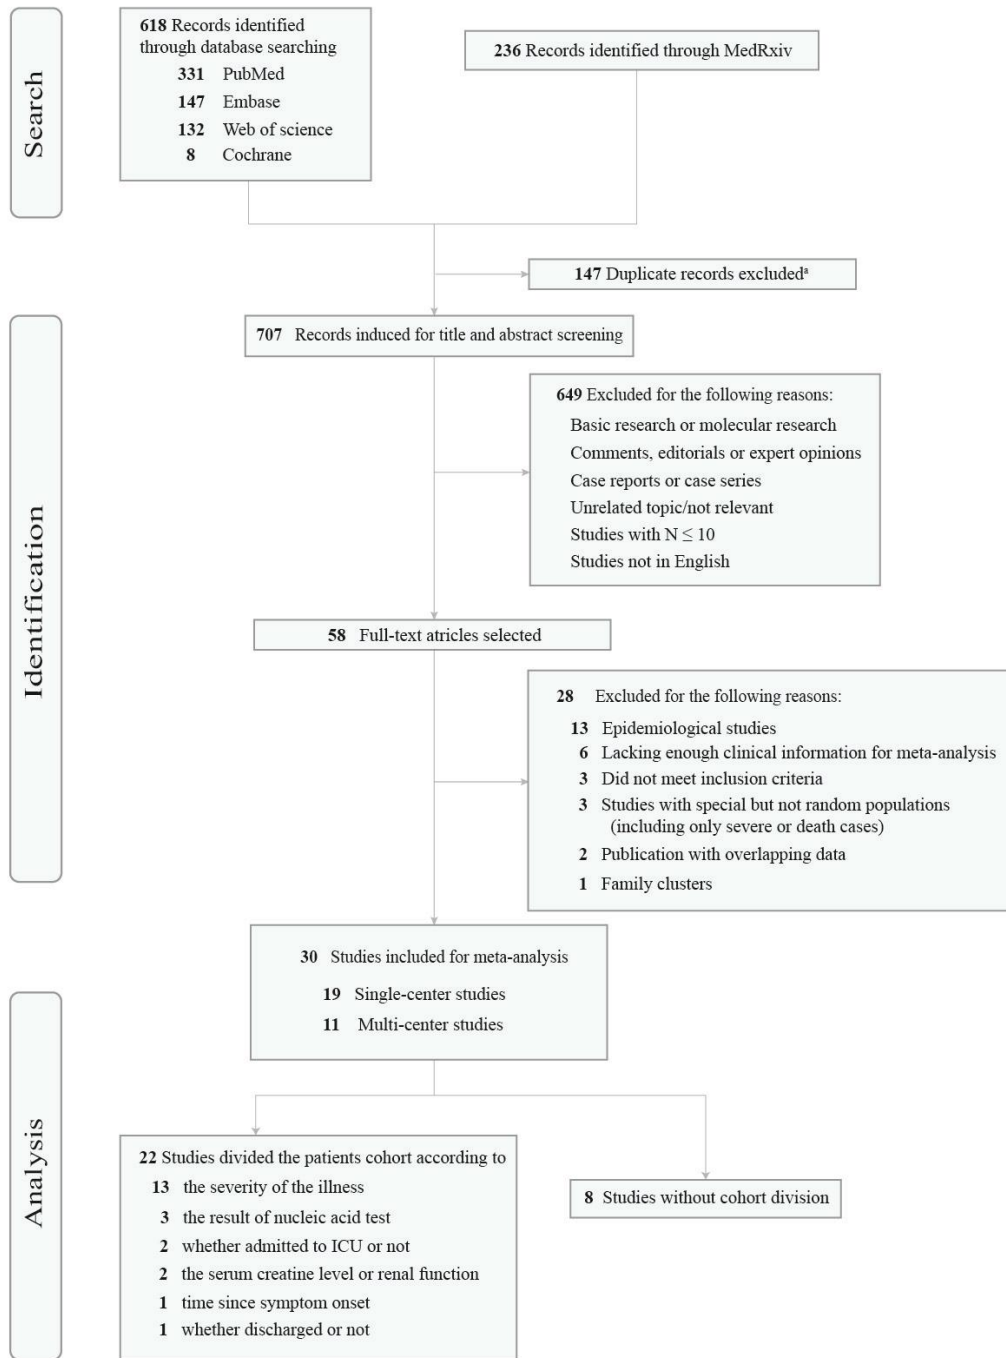 Search
618 Records identified
through database searching
331 PubMed
147 Embase
132 Web of science
8 Cochrane
236 Records identified through MedRxiv
147 Duplicate records excludedª
Identification
707 Records induced for title and abstract screening
649 Excluded for the following reasons:
Basic research or molecular research
Comments, editorials or expert opinions
Case reports or case series
Unrelated topic/not relevant
Studies with N ≤ 10
Studies not in English
58 Full-text atricles selected
28 Excluded for the following reasons:
13 Epidemiological studies
6 Lacking enough clinical information for meta-analysis
3 Did not meet inclusion criteria
3 Studies with special but not random populations
(including only severe or death cases)
2 Publication with overlapping data
1 Family clusters
30 Studies included for meta-analysis
19 Single-center studies
11 Multi-center studies
Analysis
22 Studies divided the patients cohort according to
13 the severity of the illness
3 the result of nucleic acid test
2 whether admitted to ICU or not
2 the serum creatine level or renal function
1 time since symptom onset
1 whether discharged or not
8 Studies without cohort division